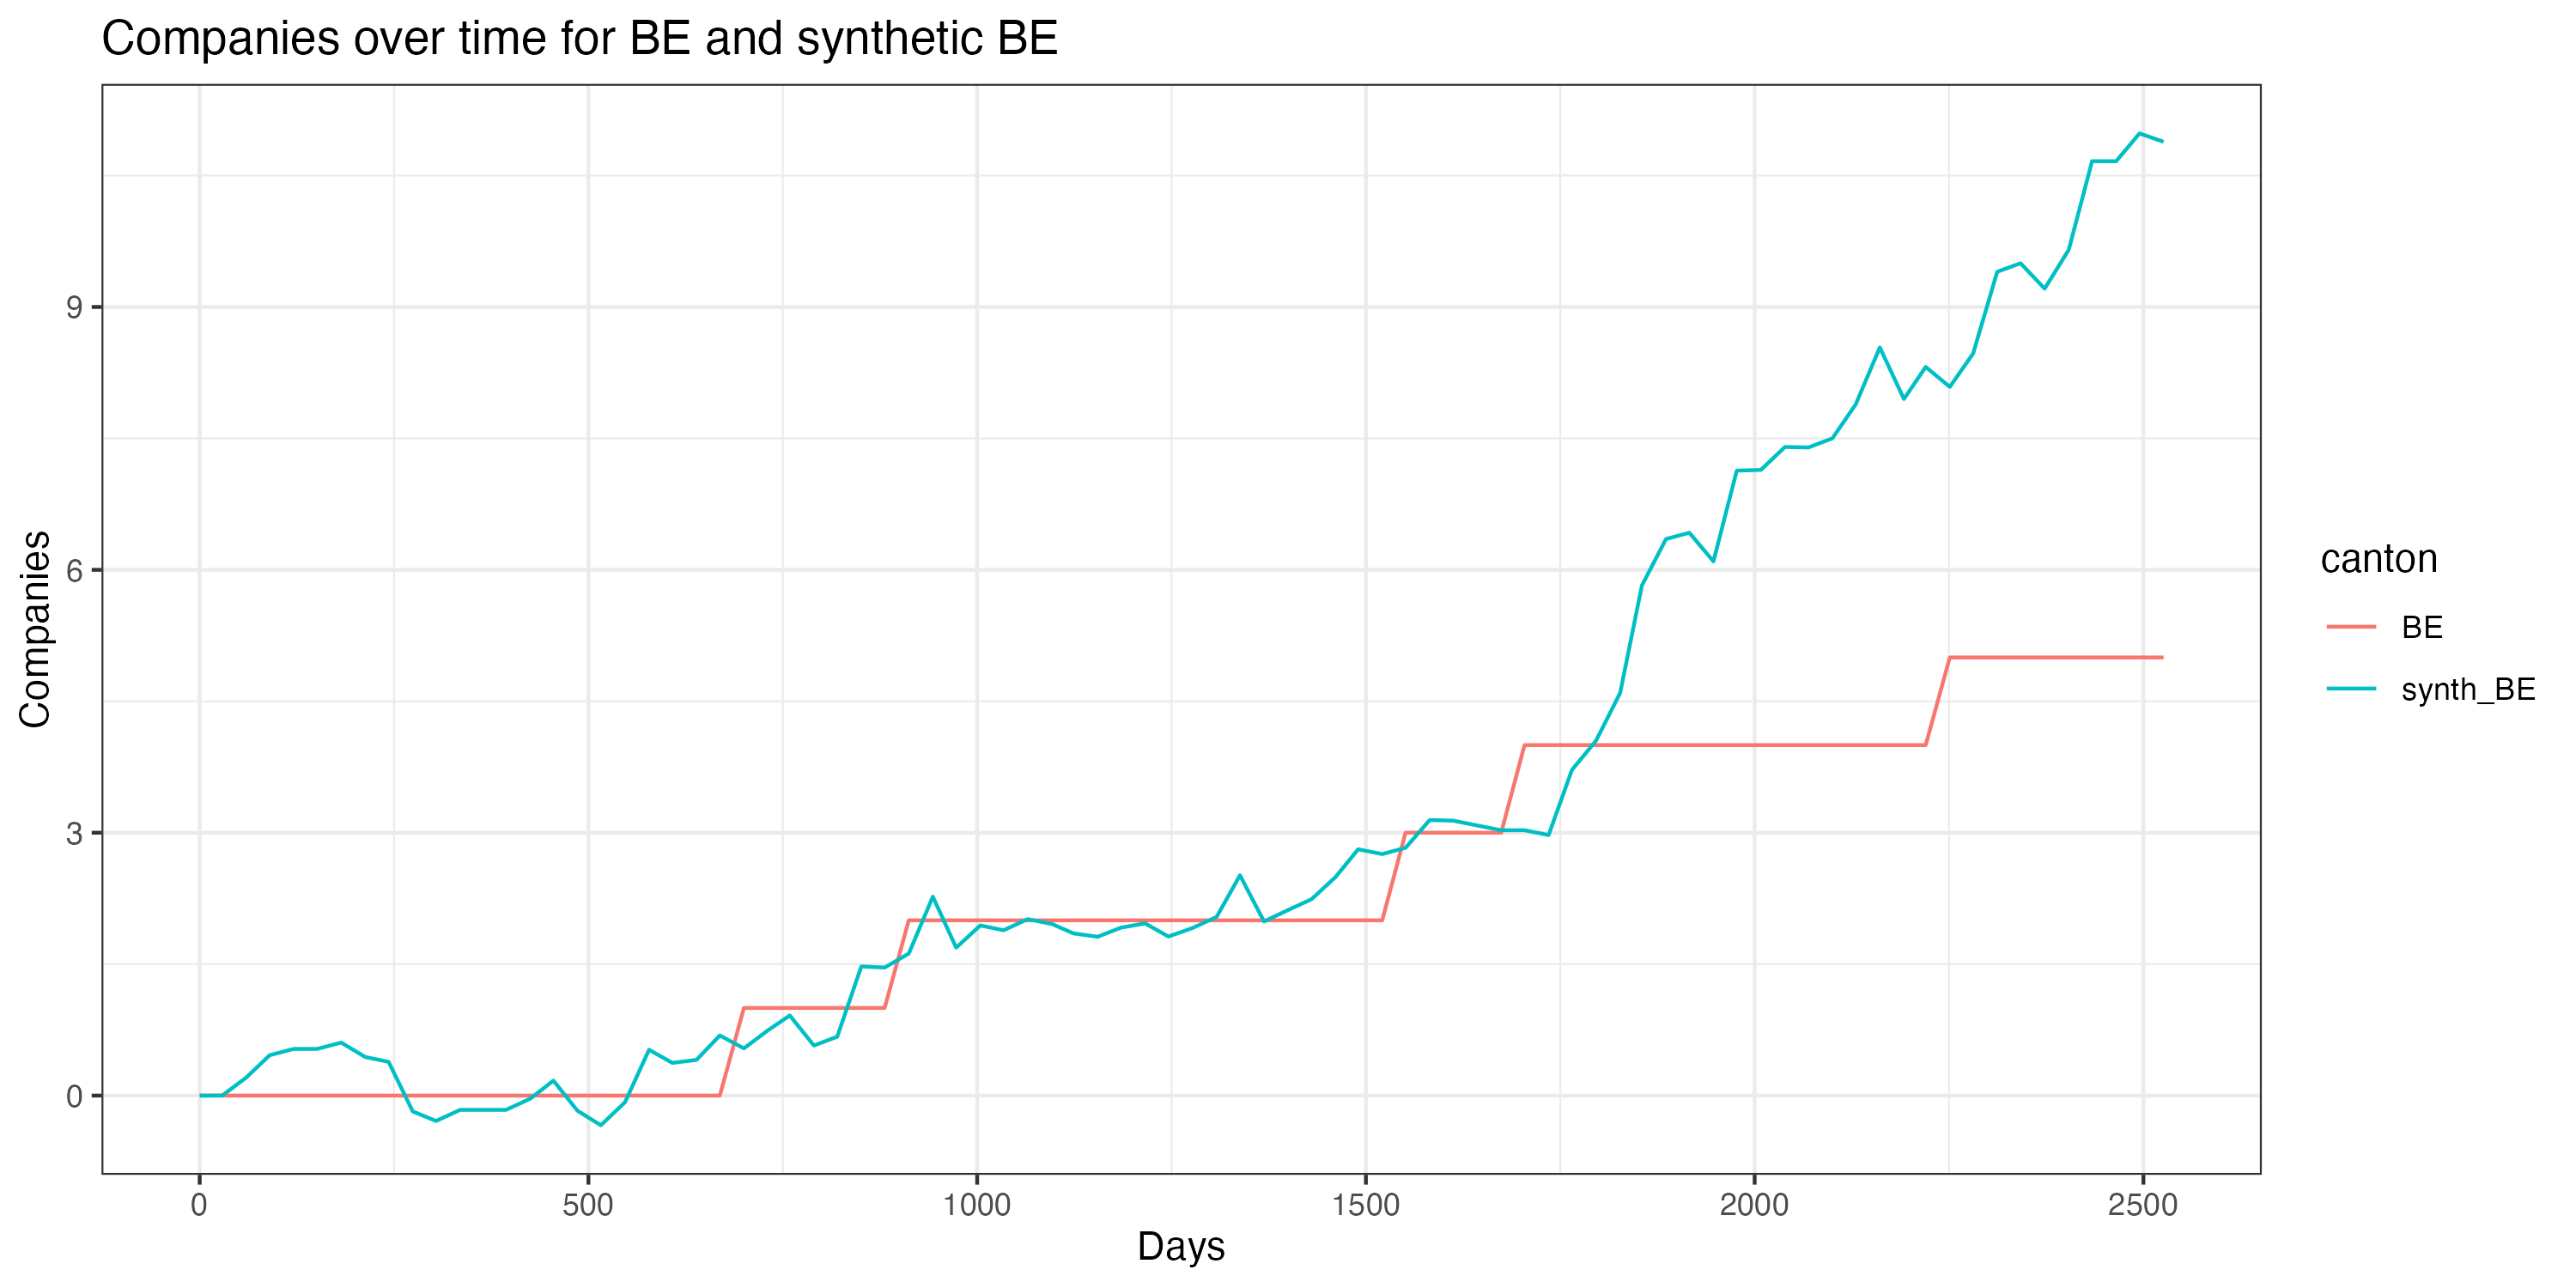 Companies over time for BE and synthetic BE
Companies
9
6
3
0
0 500 1000 1500 2000 2500
Days
canton
BE
synth_BE